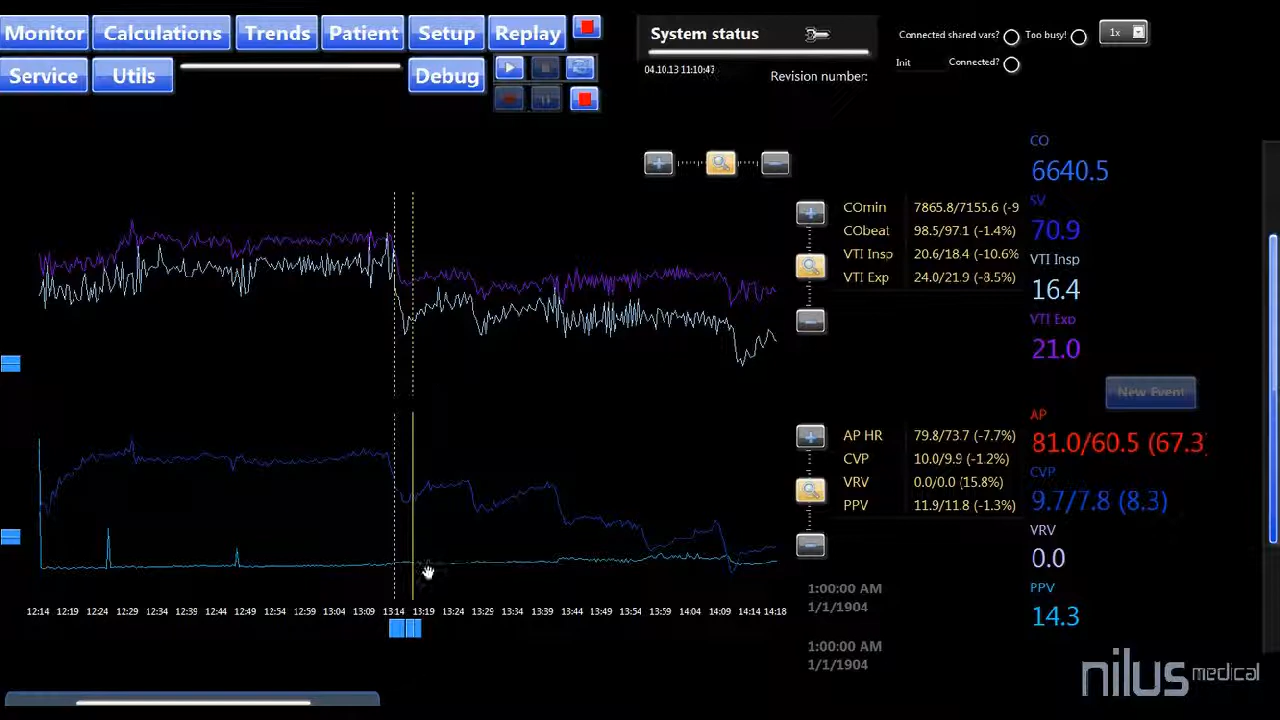 Monitor Calculations Trends Patient Setup Replay
Service Utils Debug
System status
04.10.13 11:10:47
Revision number:
Connected shared vars? Too busy! 1x
Init Connected?
CO
6640.5
SV
70.9
VTI Insp
16.4
VTI Exp
21.0
COmin 7865.8/7155.6 (-9
CObeat 98.5/97.1 (-1.4%)
VTI Insp 20.6/18.4 (-10.6%
VTI Exp 24.0/21.9 (-8.5%)
New Event
AP
81.0/60.5 (67.3)
CVP
9.7/7.8 (8.3)
VRV
0.0
PPV
14.3
AP HR 79.8/73.7 (-7.7%)
CVP 10.0/9.9 (-1.2%)
VRV 0.0/0.0 (15.8%)
PPV 11.9/11.8 (-1.3%)
12:14 12:19 12:24 12:29 12:34 12:39 12:44 12:49 12:54 12:59 13:04 13:09 13:14 13:19 13:24 13:29 13:34 13:39 13:44 13:49 13:54 13:59 14:04 14:09 14:14 14:18
1:00:00 AM
1/1/1904
1:00:00 AM
1/1/1904
nilus medical